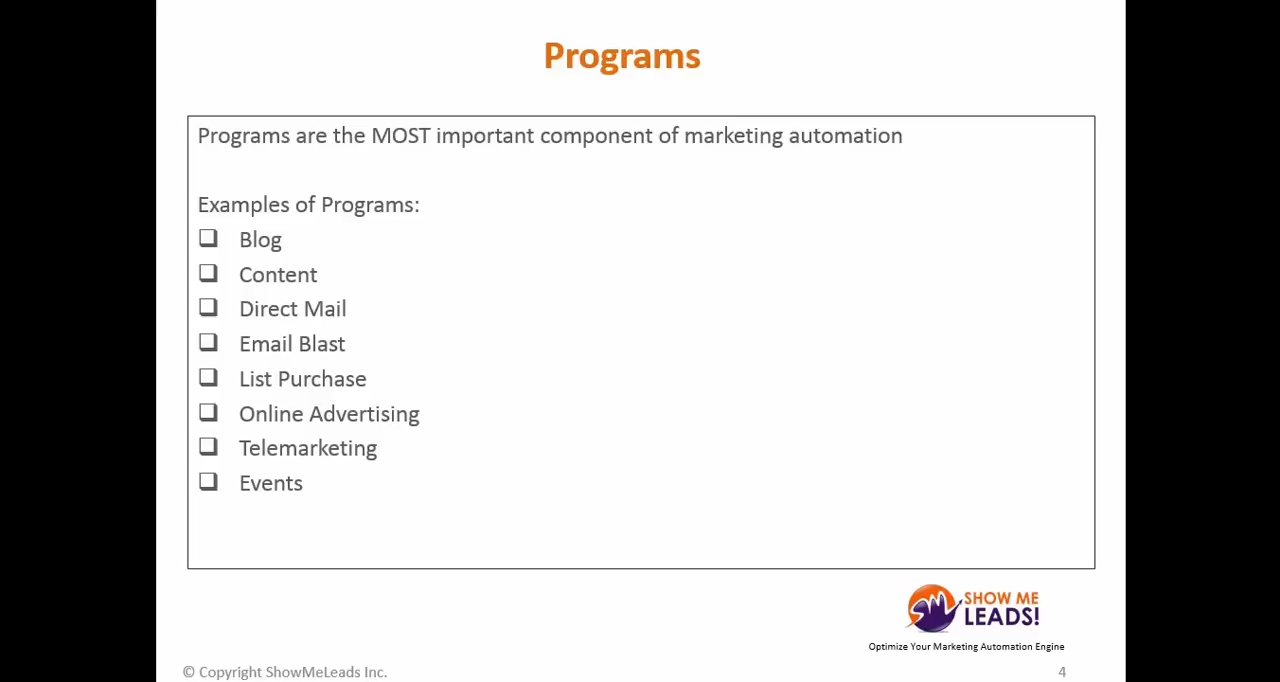 Programs
Programs are the MOST important component of marketing automation
Examples of Programs:
Blog
Content
Direct Mail
Email Blast
List Purchase
Online Advertising
Telemarketing
Events
SM
SHOW ME
LEADS!
Optimize Your Marketing Automation Engine
© Copyright ShowMeLeads Inc.
4